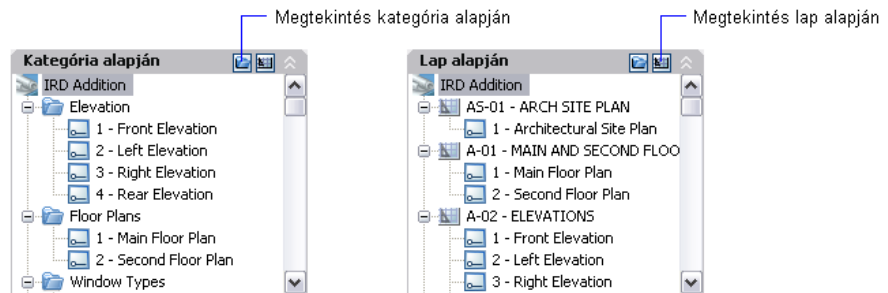 Megtekintés kategória alapján
Megtekintés lap alapján
Kategória alapján
IRD Addition
Elevation
1 - Front Elevation
2 - Left Elevation
3 - Right Elevation
4 - Rear Elevation
Floor Plans
1 - Main Floor Plan
2 - Second Floor Plan
Window Types
Lap alapján
IRD Addition
AS-01 - ARCH SITE PLAN
1 - Architectural Site Plan
A-01 - MAIN AND SECOND FLOO
1 - Main Floor Plan
2 - Second Floor Plan
A-02 - ELEVATIONS
1 - Front Elevation
2 - Left Elevation
3 - Right Elevation